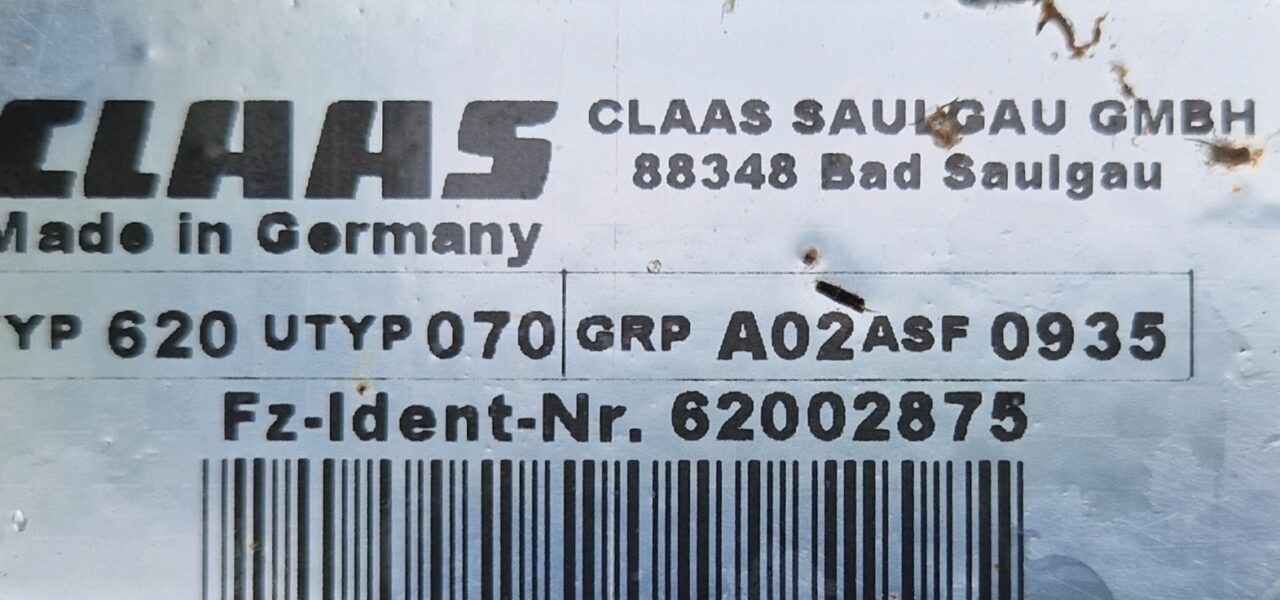 CLAAS
Made in Germany
CLAAS SAULGAU GMBH
88348 Bad Saulgau
TYP 620 UTYP 070 GRP A02 ASF 0935
Fz-Ident-Nr. 62002875